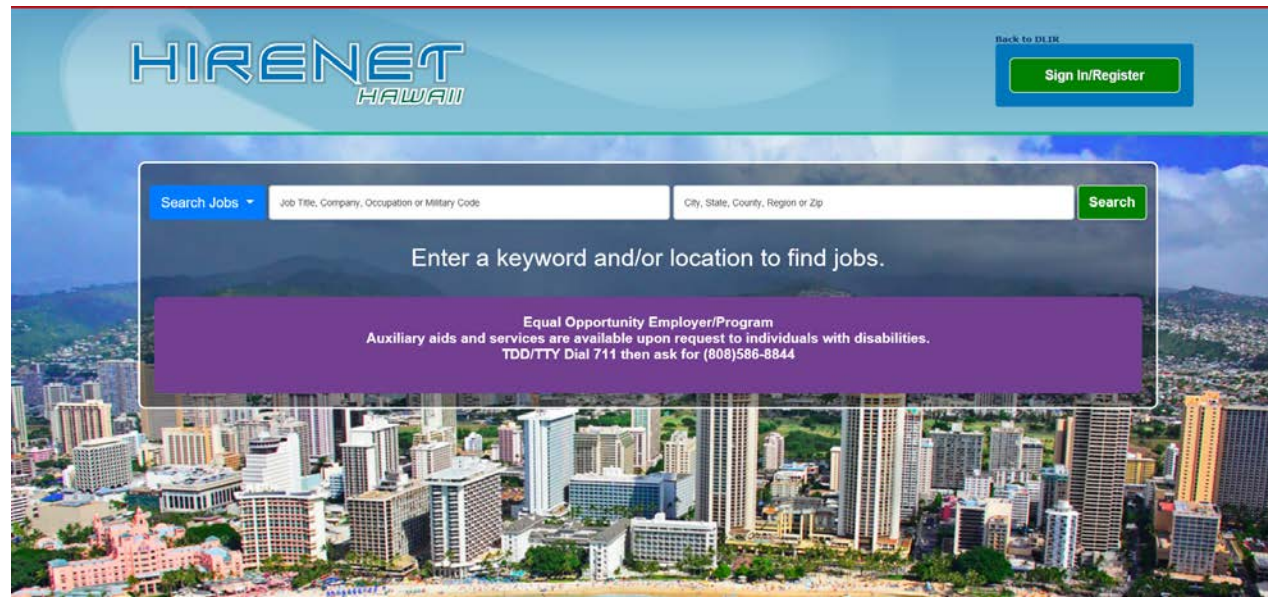 HIRENET
HAWAII
Back to DLIR
Sign In/Register
Search Jobs
Job Title, Company, Occupation or Military Code
City, State, County, Region or Zip
Search
Enter a keyword and/or location to find jobs.
Equal Opportunity Employer/Program
Auxiliary aids and services are available upon request to individuals with disabilities.
TDD/TTY Dial 711 then ask for (808)586-8844